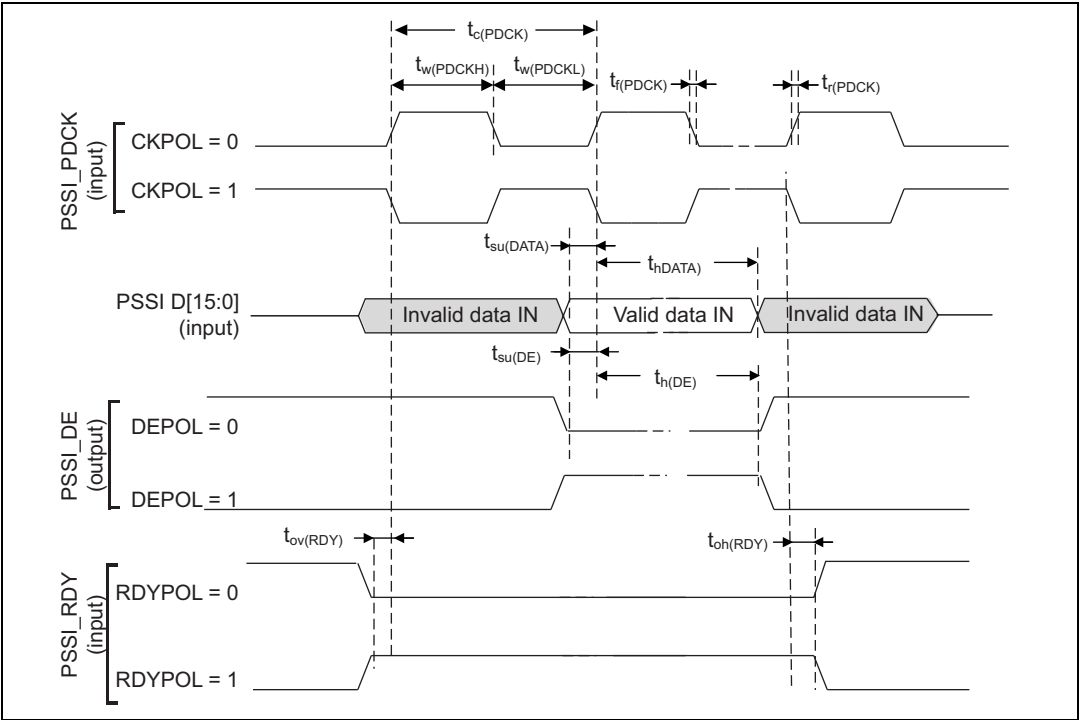 tc(PDCK)
tw(PDCKH) tw(PDCKL) tf(PDCK) tr(PDCK)
PSSI_PDCK
(input)
CKPOL = 0
CKPOL = 1
tsu(DATA) thDATA)
PSSI D[15:0]
(input)
Invalid data IN Valid data IN Invalid data IN
tsu(DE) th(DE)
PSSI_DE
(output)
DEPOL = 0
DEPOL = 1
tov(RDY) toh(RDY)
PSSI_RDY
(input)
RDYPOL = 0
RDYPOL = 1